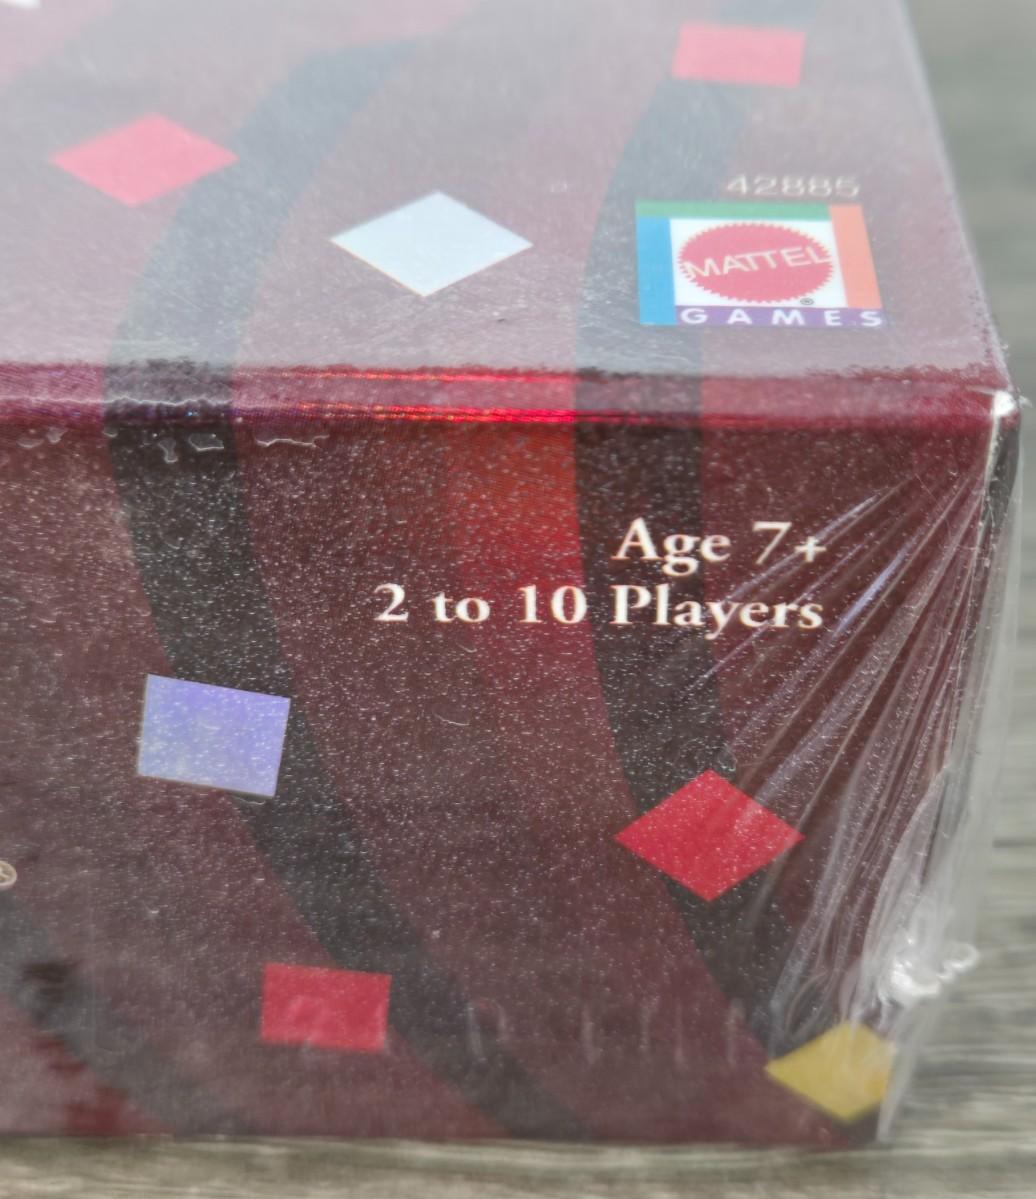 42885
MATTEL
®
GAMES
Age 7+
2 to 10 Players